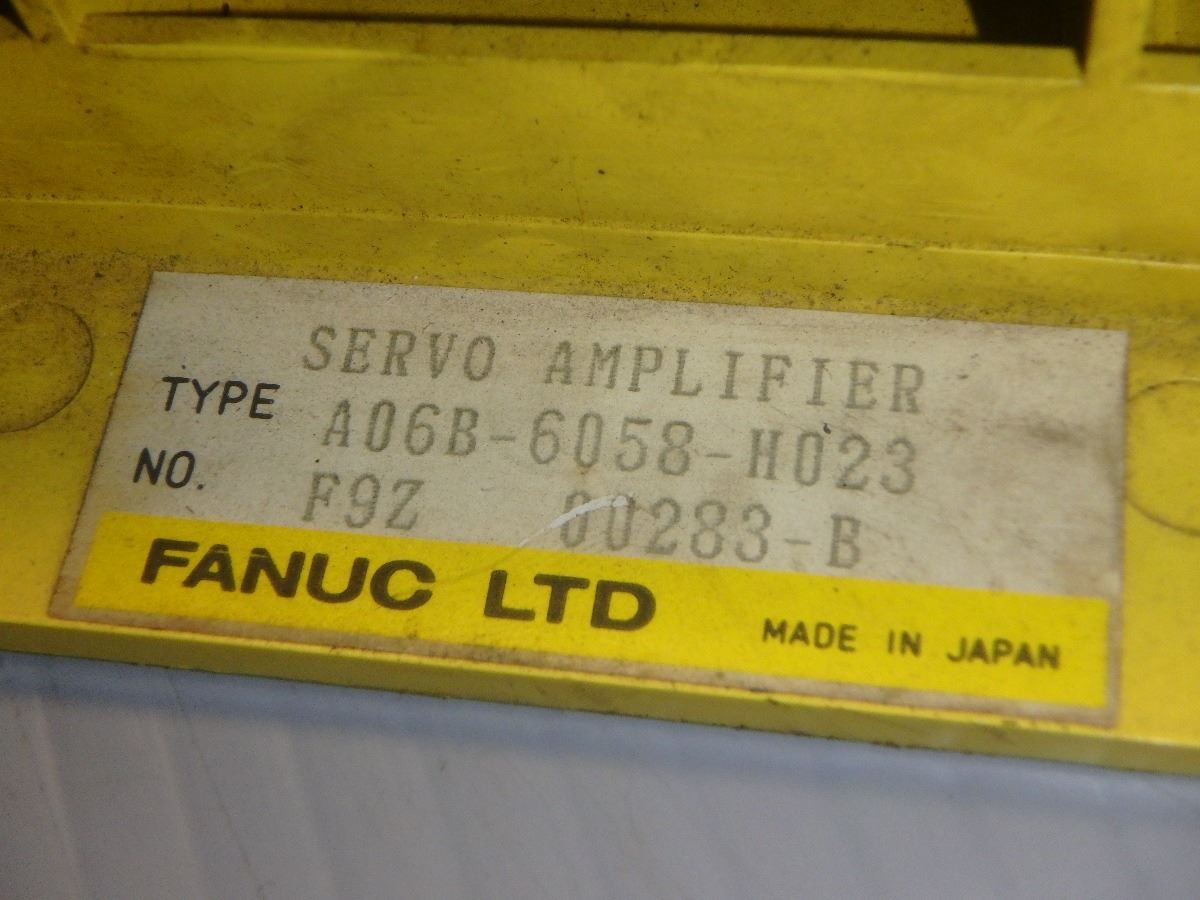 SERVO AMPLIFIER
TYPE A06B-6058-H023
NO. F9Z 00283-B
FANUC LTD MADE IN JAPAN